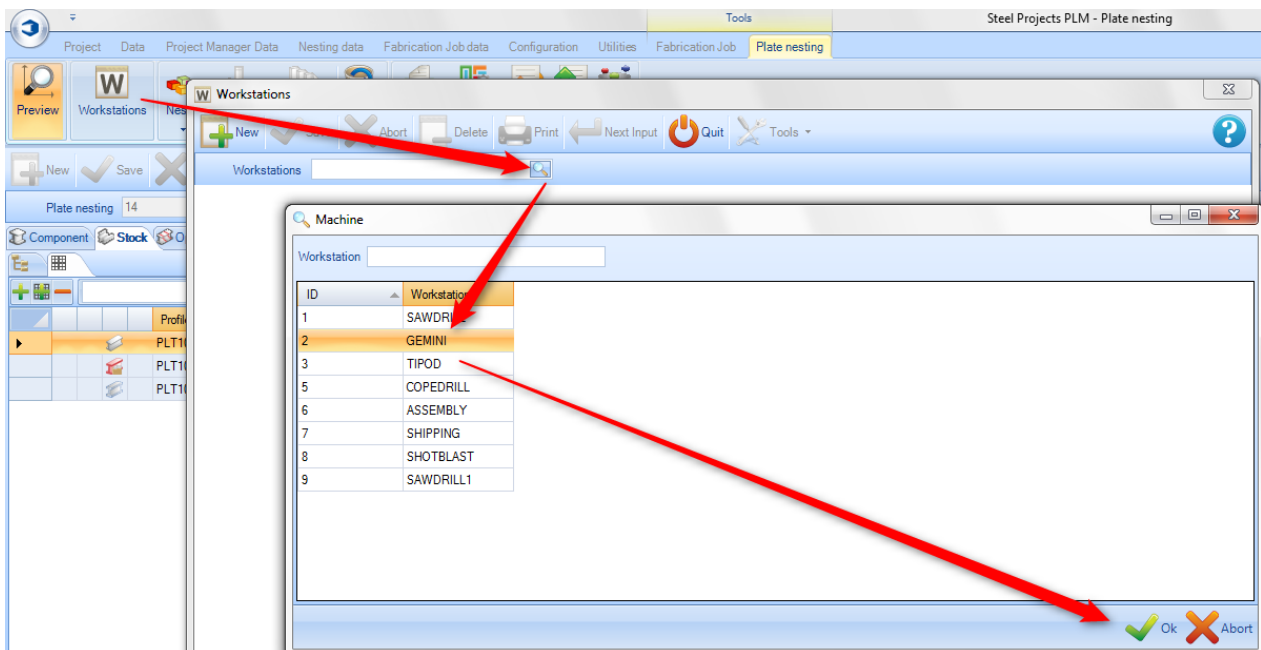 Tools
Steel Projects PLM - Plate nesting
Project Data Project Manager Data Nesting data Fabrication Job data Configuration Utilities Fabrication Job Plate nesting
W
W Workstations
Preview Workstations
New Abort Delete Print Next Input Quit Tools ?
New Save
Workstations
Plate nesting 14
Machine
Component Stock
Workstation
ID
1
2 GEMINI
3 TIPOD
5 COPEDRILL
6 ASSEMBLY
7 SHIPPING
8 SHOTBLAST
9 SAWDRILL1
Ok Abort